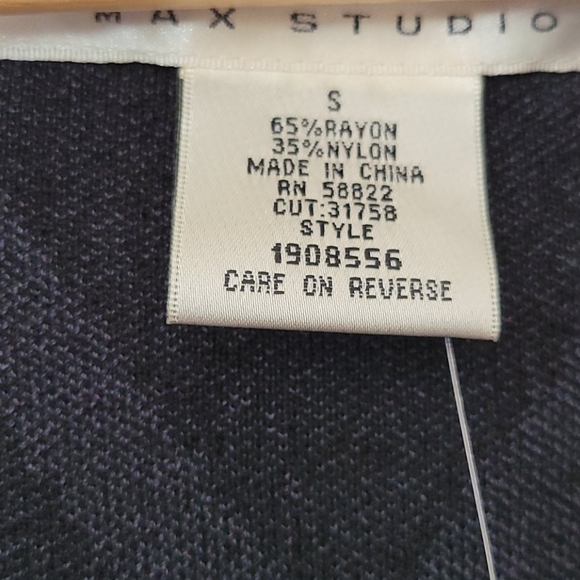 MAX STUDIO
S
65%RAYON
35%NYLON
MADE IN CHINA
RN 58822
CUT:31758
STYLE
1908556
CARE ON REVERSE